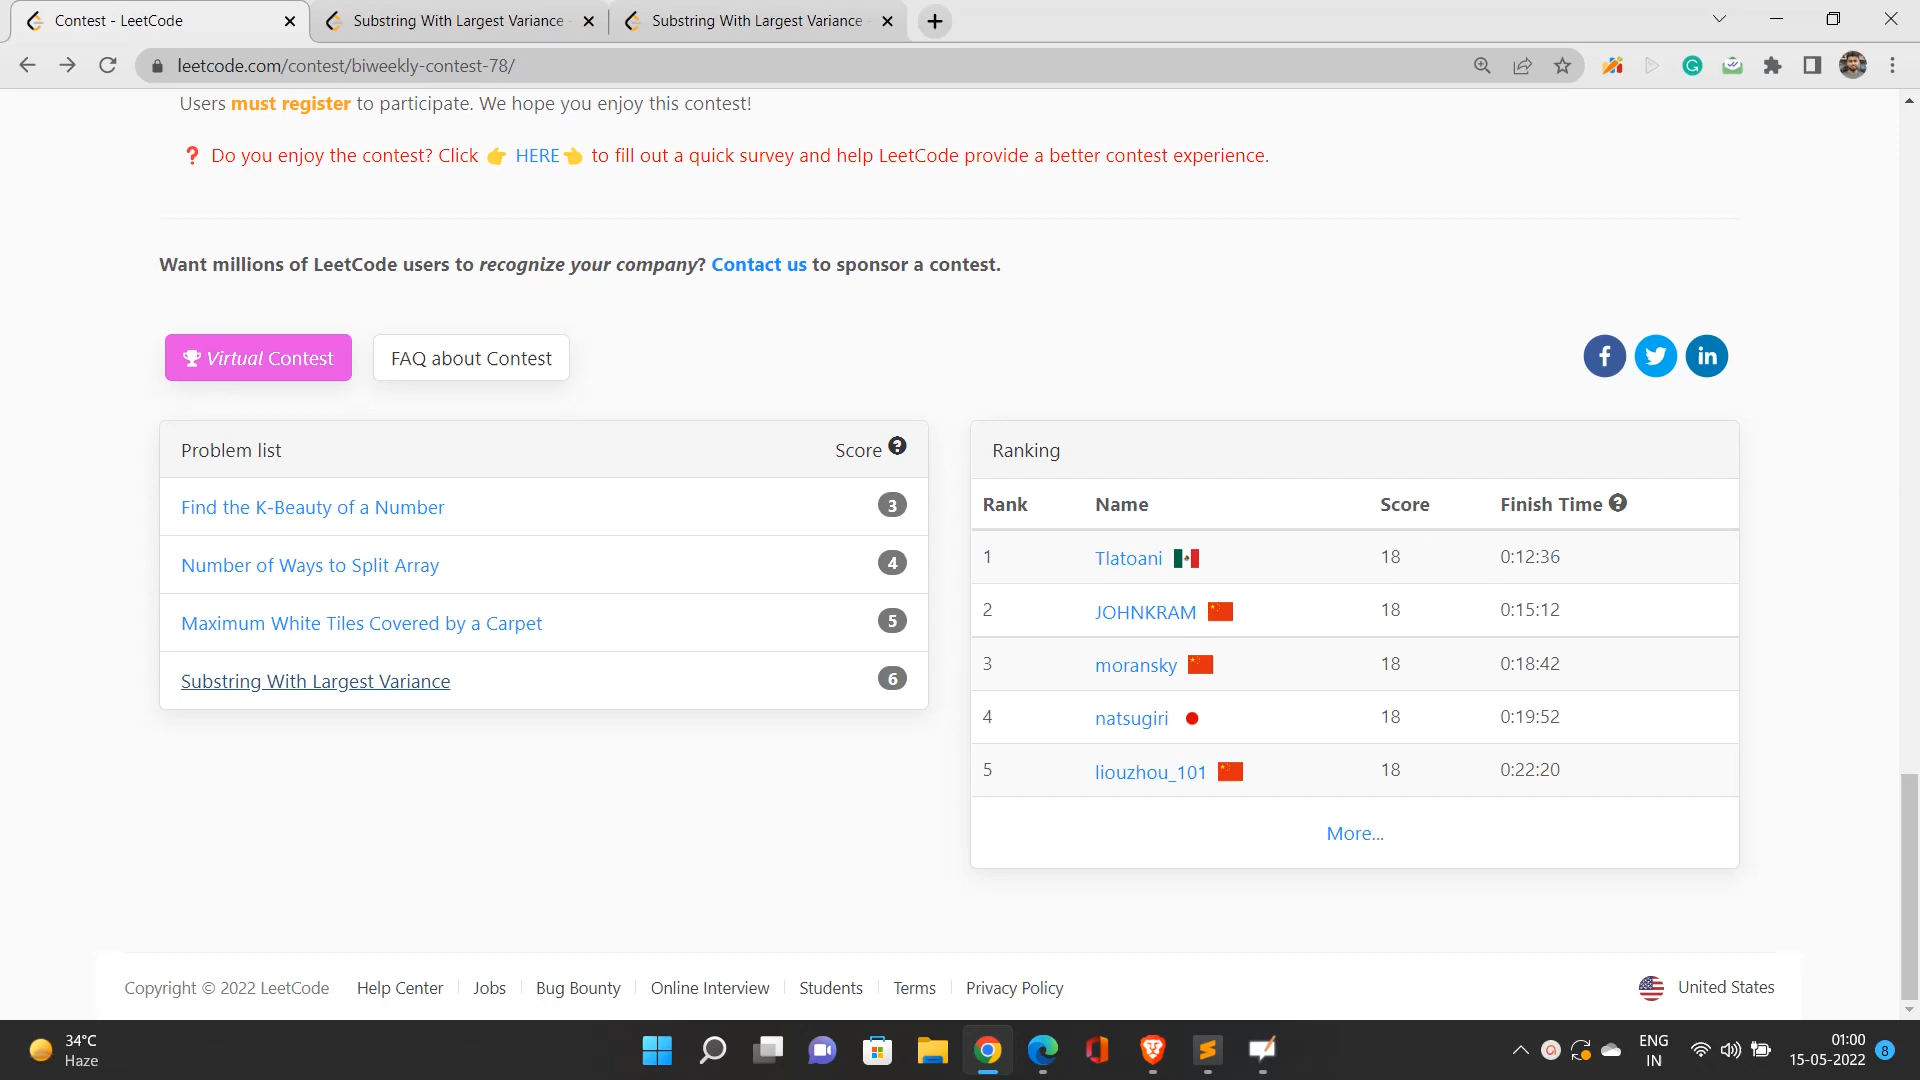 Contest - LeetCode
Substring With Largest Variance
Substring With Largest Variance
leetcode.com/contest/biweekly-contest-78/
Users must register to participate. We hope you enjoy this contest!
❓ Do you enjoy the contest? Click 👉 HERE👈 to fill out a quick survey and help LeetCode provide a better contest experience.
Want millions of LeetCode users to recognize your company? Contact us to sponsor a contest.
Virtual Contest
FAQ about Contest
Problem list Score
Find the K-Beauty of a Number 3
Number of Ways to Split Array 4
Maximum White Tiles Covered by a Carpet 5
Substring With Largest Variance 6
Ranking
Rank Name Score Finish Time
1 Tlatoani 18 0:12:36
2 JOHNKRAM 18 0:15:12
3 moransky 18 0:18:42
4 natsugiri 18 0:19:52
5 liouzhou_101 18 0:22:20
More...
Copyright © 2022 LeetCode Help Center Jobs Bug Bounty Online Interview Students Terms Privacy Policy
United States
34°C
Haze
ENG
IN
01:00
15-05-2022
8